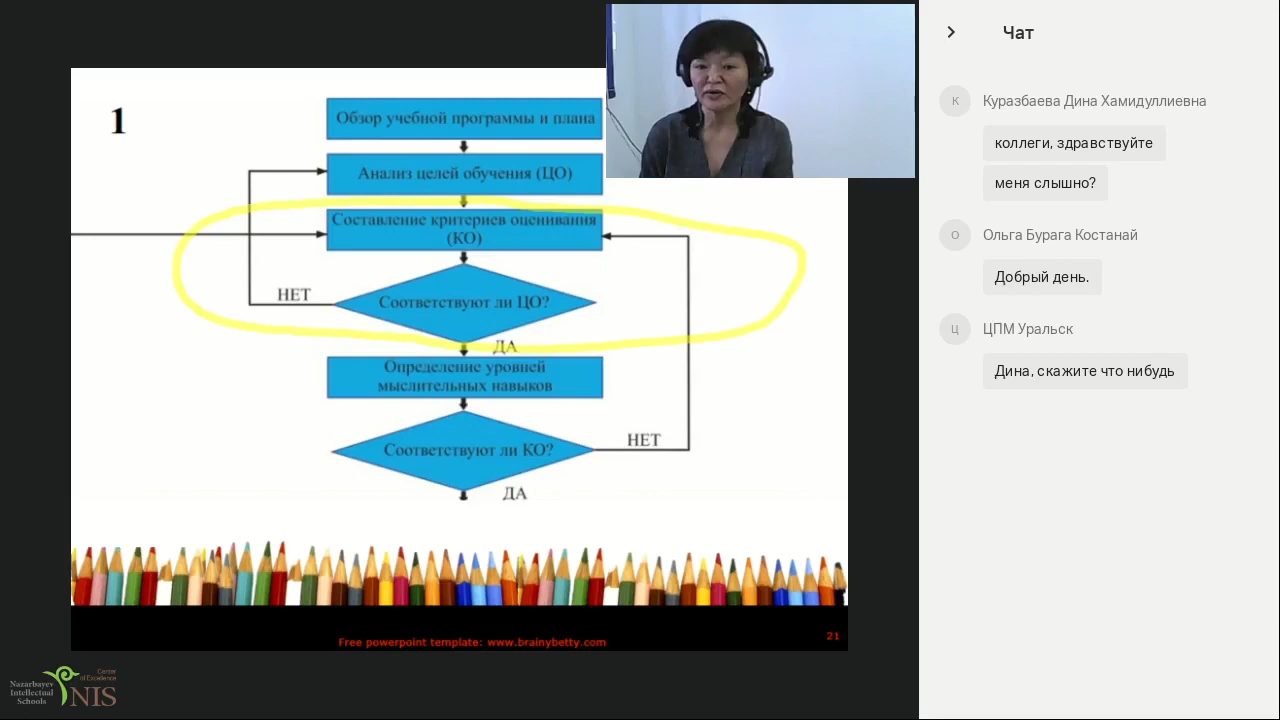 1
Обзор учебной программы и плана
Анализ целей обучения (ЦО)
Составление критериев оценивания
(КО)
НЕТ
Соответствуют ли ЦО?
ДА
Определение уровней
мыслительных навыков
Соответствуют ли КО?
НЕТ
ДА
Free powerpoint template: www.brainybetty.com
21
Nazarbayev
Intellectual
Schools
NIS
Center
of Excellence
Чат
К
Куразбаева Дина Хамидуллиевна
коллеги, здравствуйте
меня слышно?
О
Ольга Бурага Костанай
Добрый день.
Ц
ЦПМ Уральск
Дина, скажите что нибудь